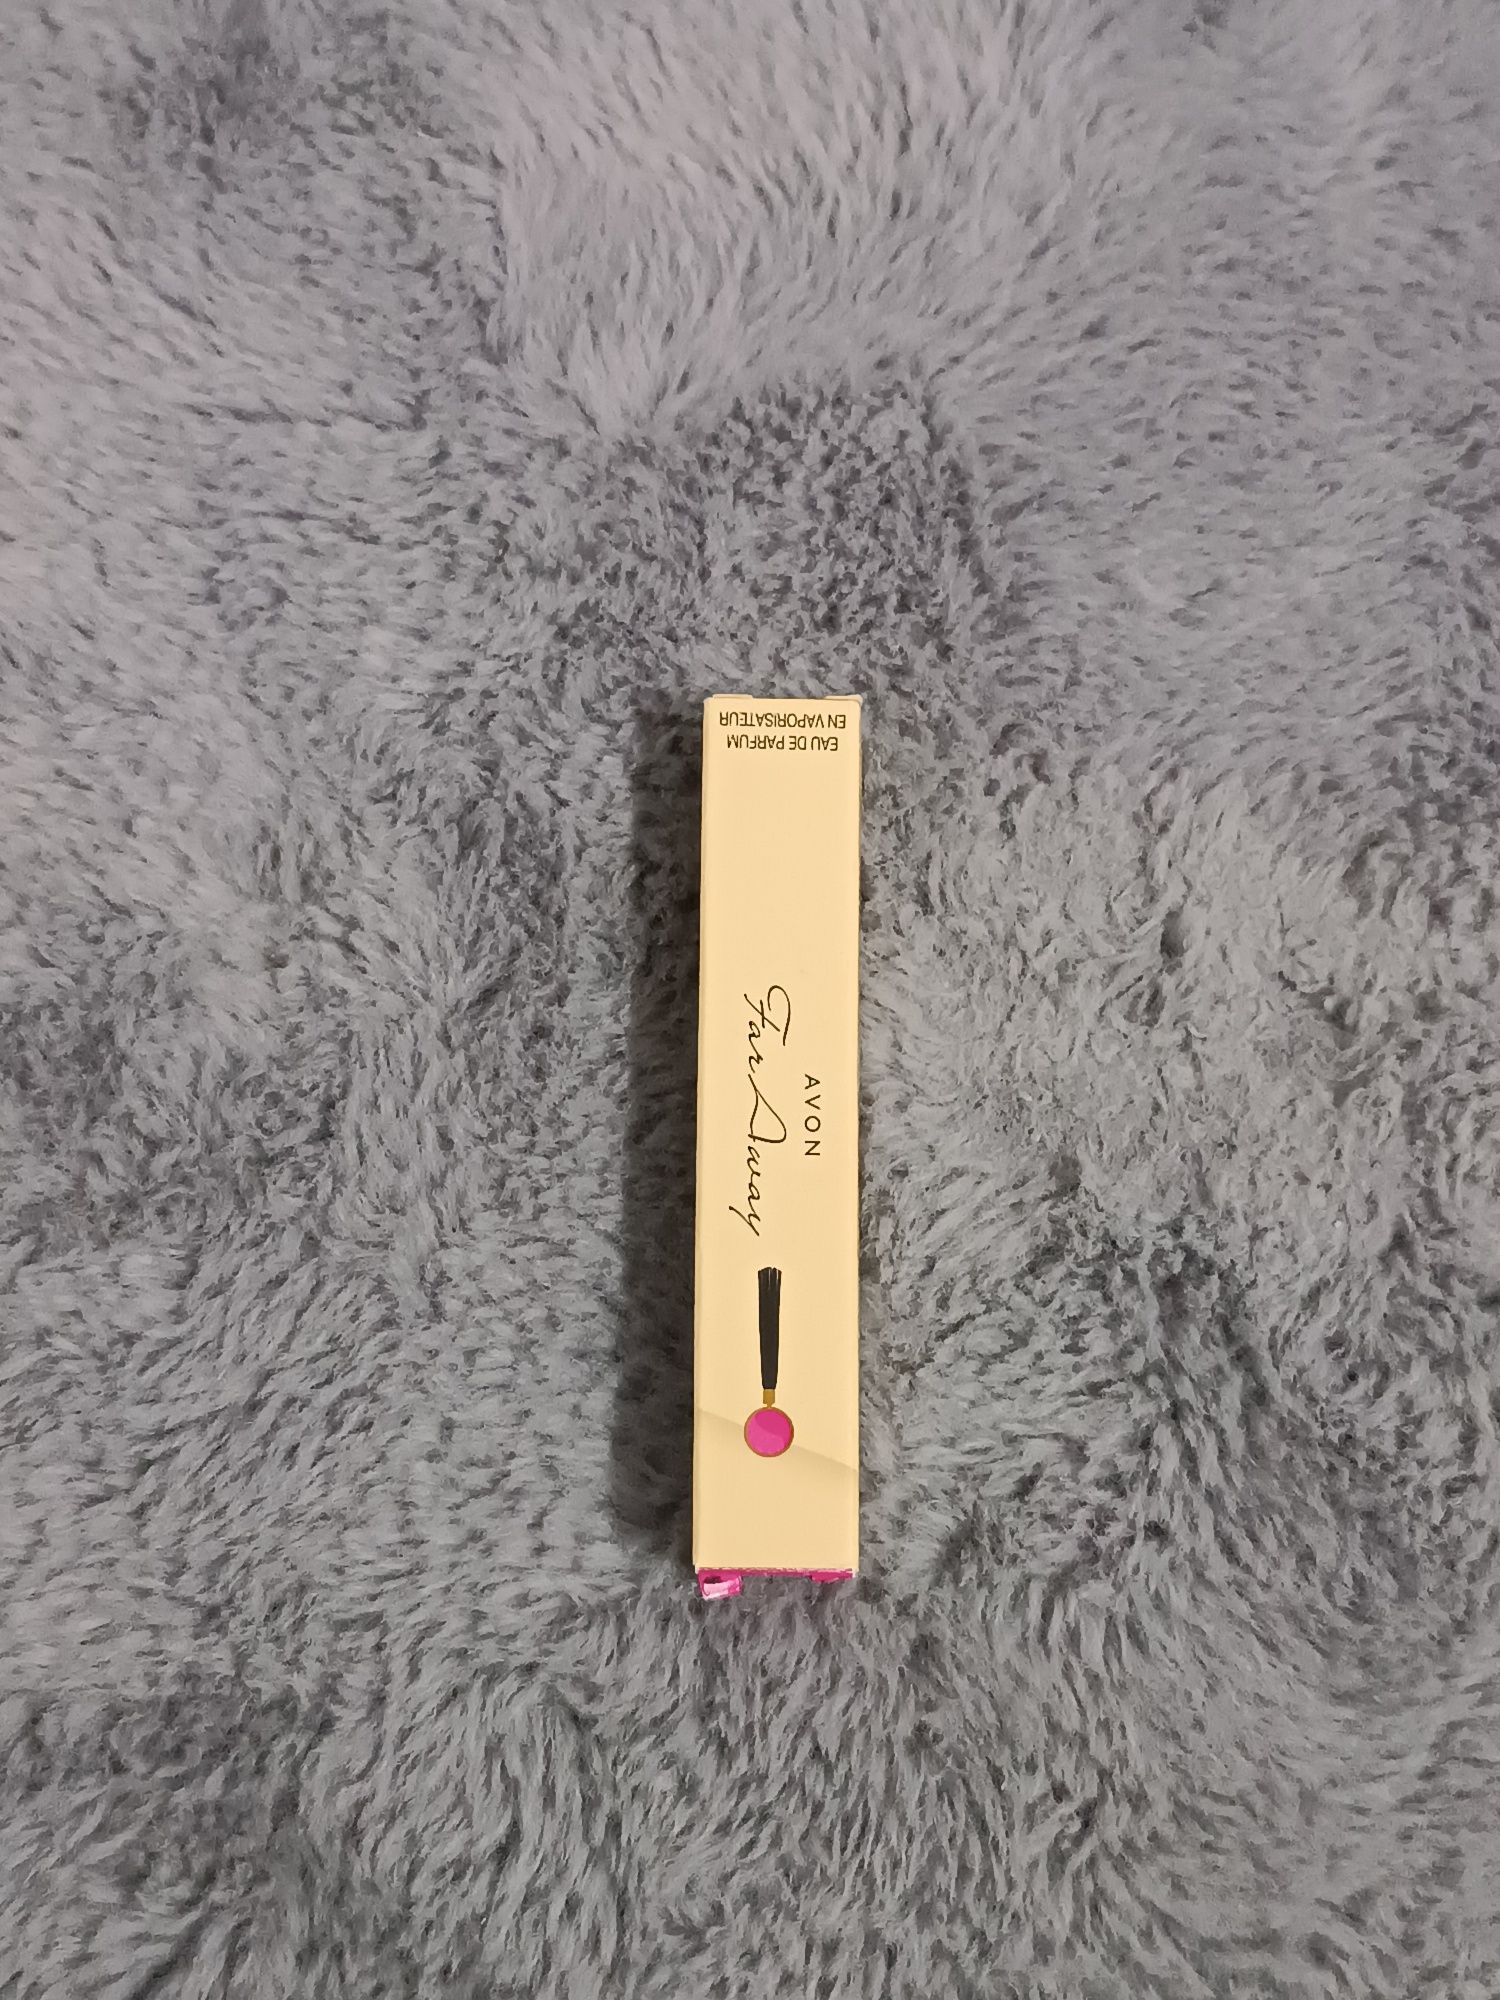 EAU DE PARFUM
EN VAPORISATEUR
AVON
Far Away